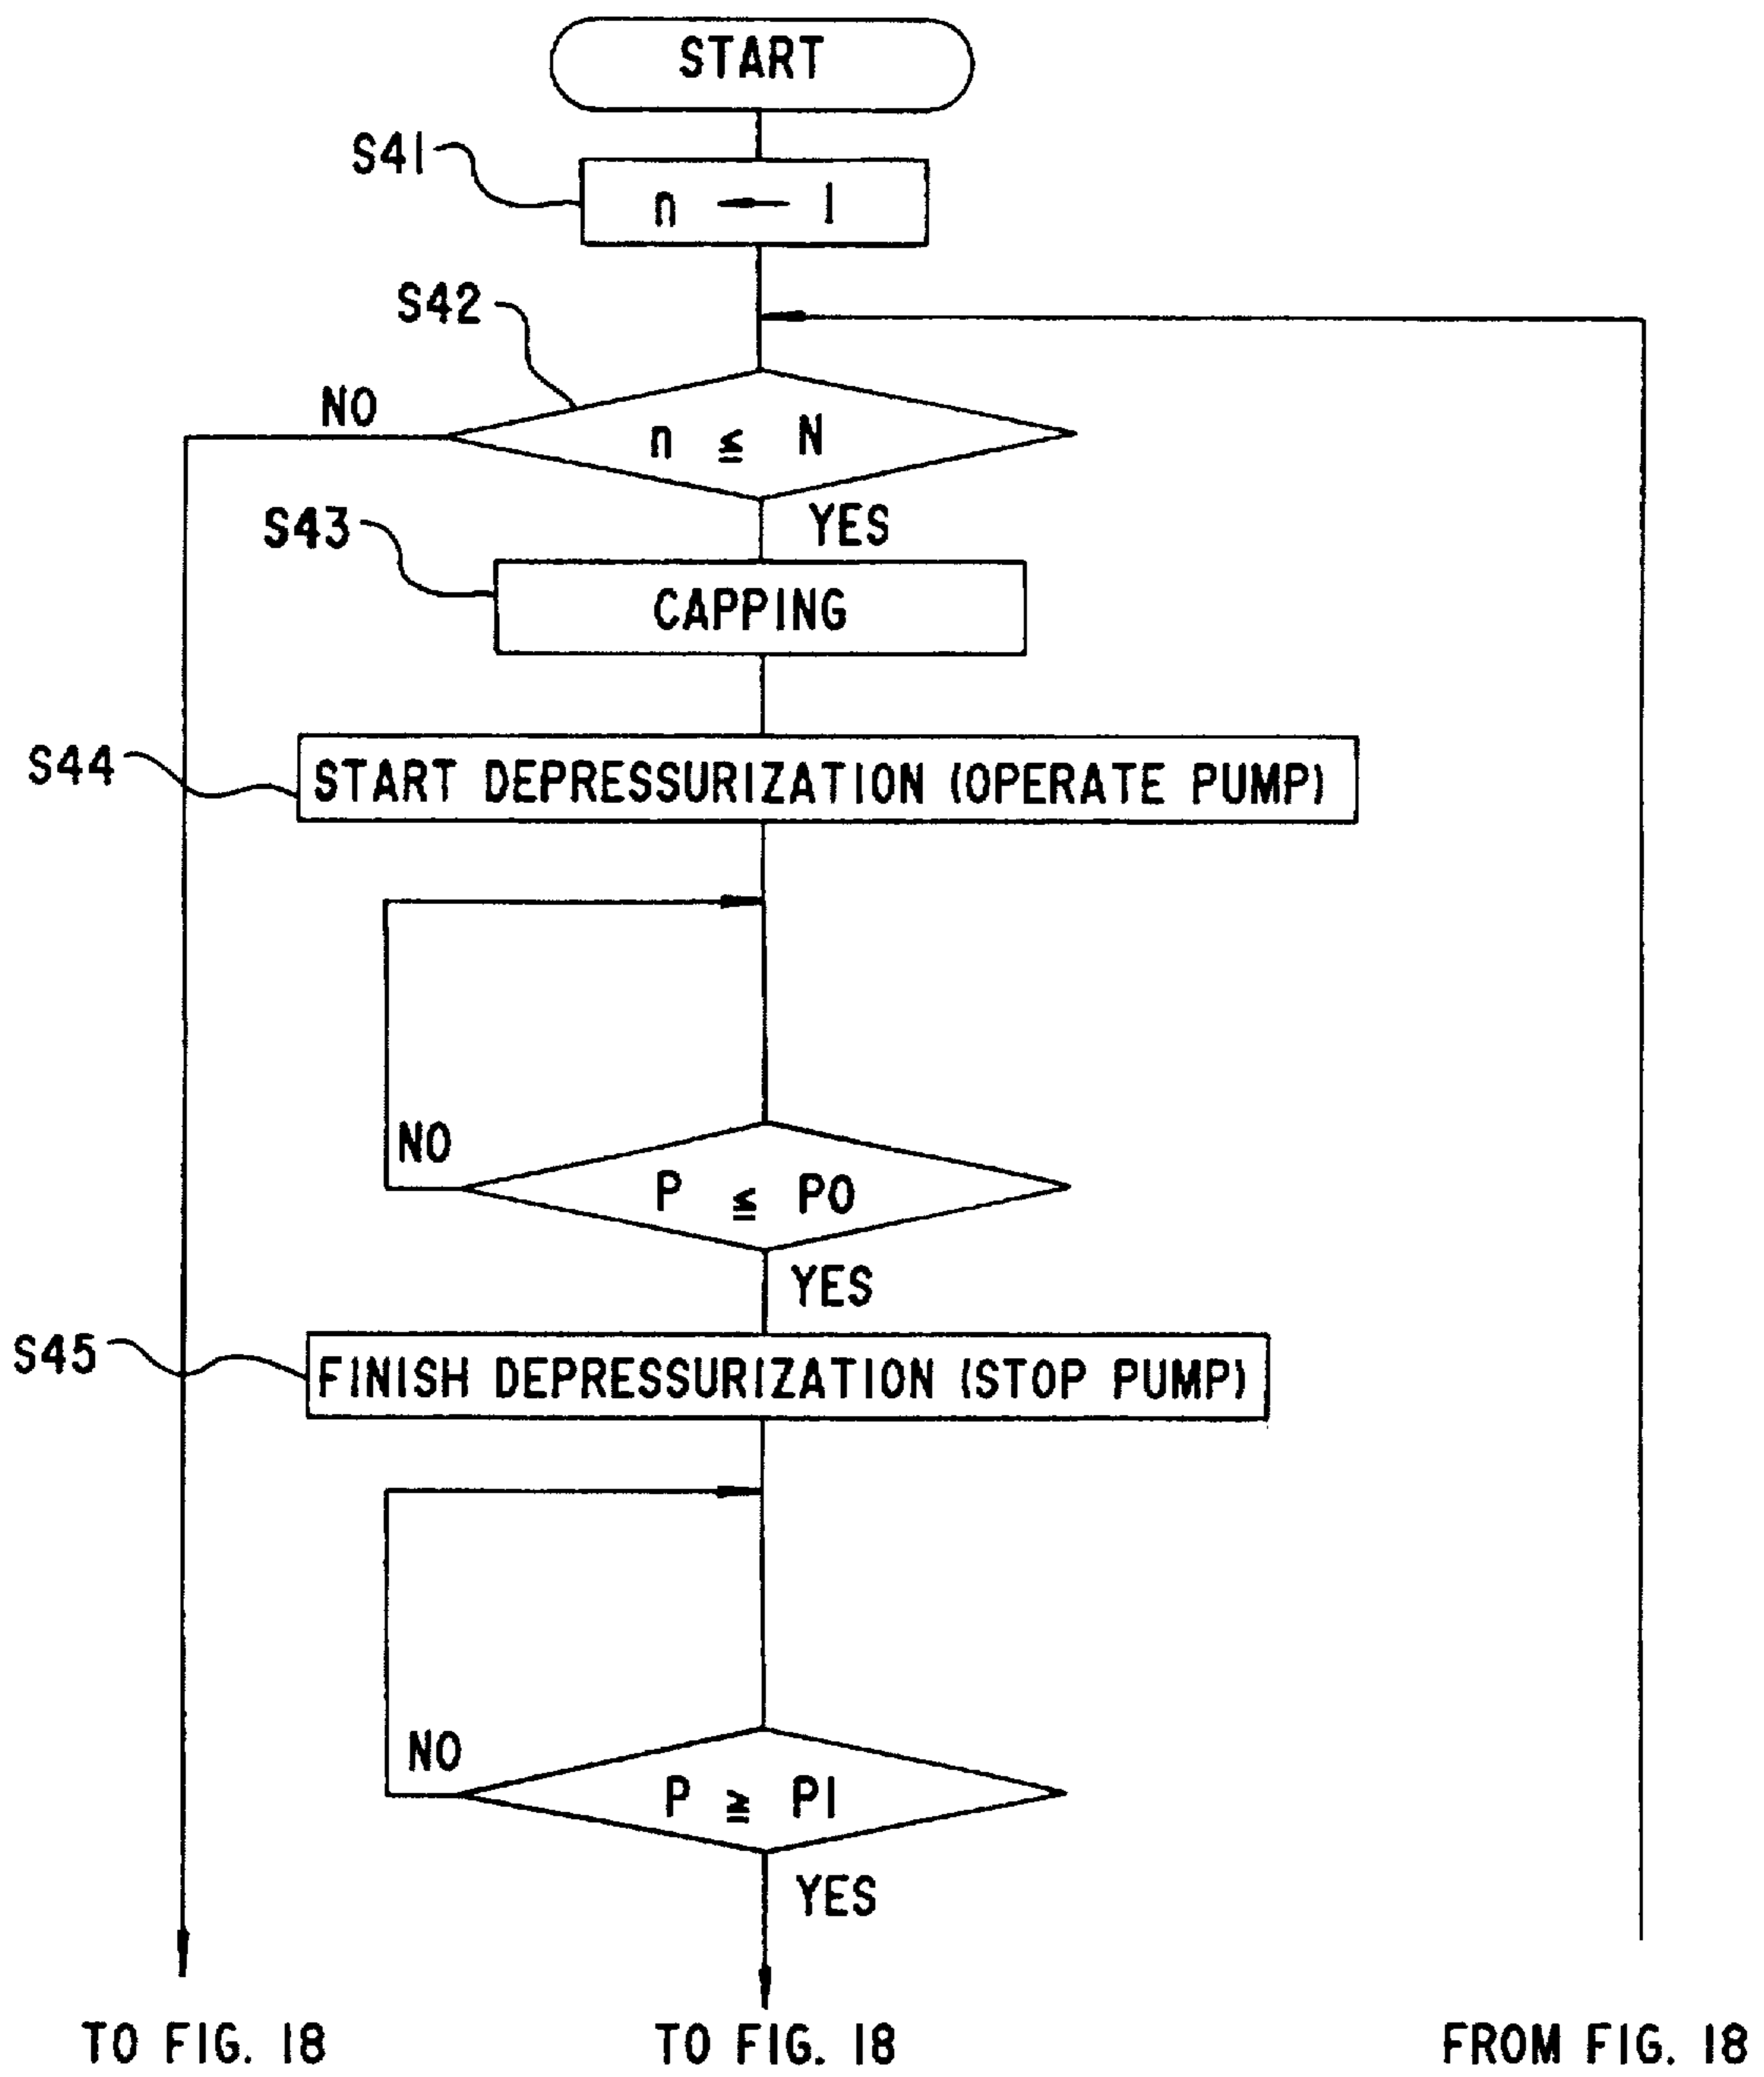 START
S41
n ← 1
S42
NO
n ≦ N
YES
S43
CAPPING
S44
START DEPRESSURIZATION (OPERATE PUMP)
NO
P ≦ P0
YES
S45
FINISH DEPRESSURIZATION (STOP PUMP)
NO
P ≧ P1
YES
TO FIG. 18
TO FIG. 18
FROM FIG. 18